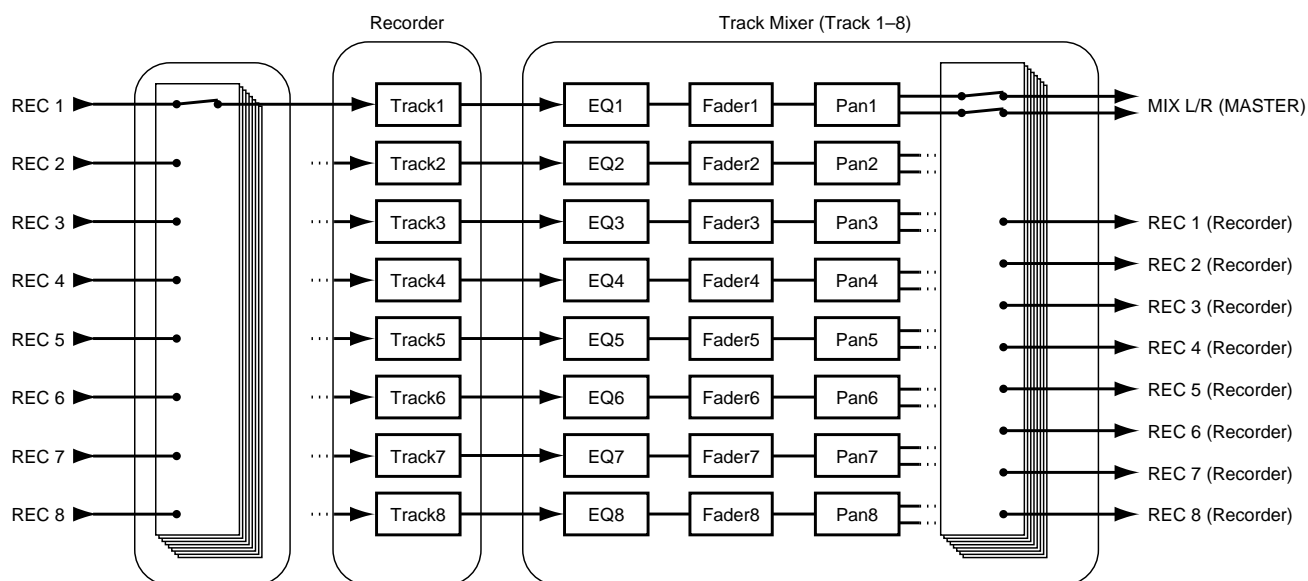 Recorder
Track Mixer (Track 1–8)
REC 1
Track1
EQ1
Fader1
Pan1
MIX L/R (MASTER)
REC 2
Track2
EQ2
Fader2
Pan2
REC 3
Track3
EQ3
Fader3
Pan3
REC 1 (Recorder)
REC 2 (Recorder)
REC 4
Track4
EQ4
Fader4
Pan4
REC 3 (Recorder)
REC 5
Track5
EQ5
Fader5
Pan5
REC 4 (Recorder)
REC 5 (Recorder)
REC 6
Track6
EQ6
Fader6
Pan6
REC 6 (Recorder)
REC 7
Track7
EQ7
Fader7
Pan7
REC 7 (Recorder)
REC 8
Track8
EQ8
Fader8
Pan8
REC 8 (Recorder)